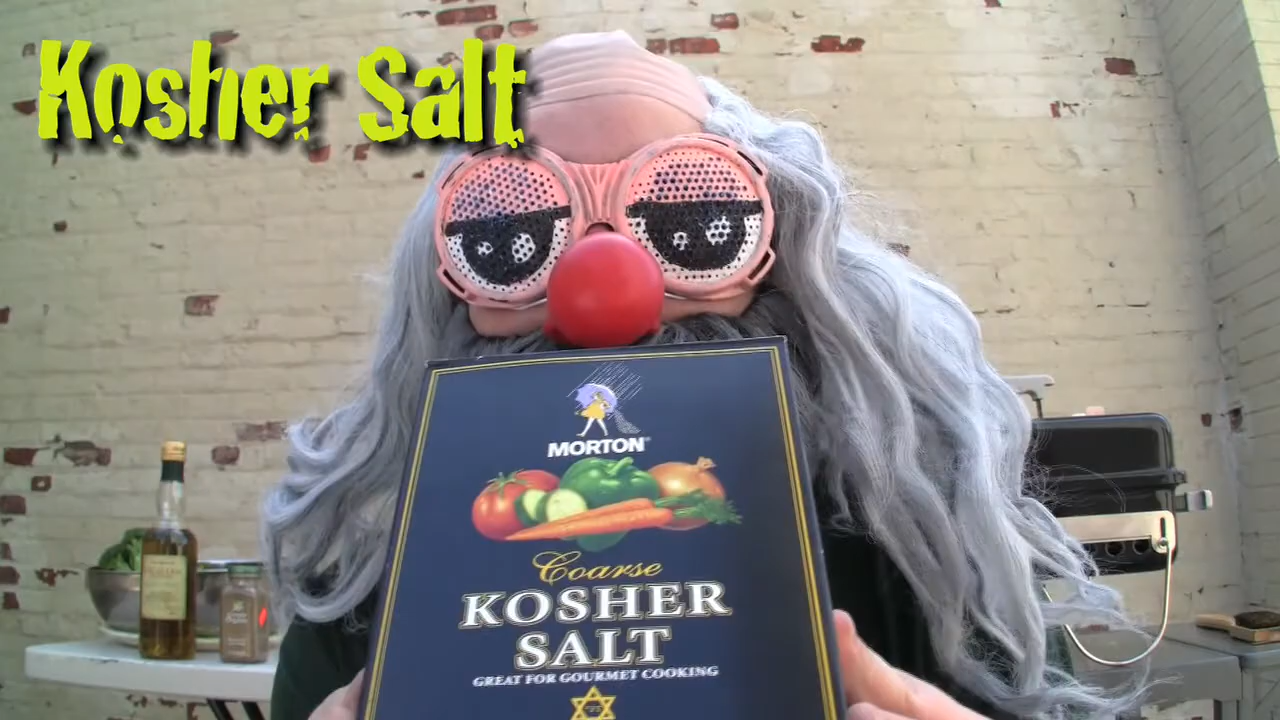 Kosher Salt
MORTON®
Coarse
KOSHER
SALT
GREAT FOR GOURMET COOKING